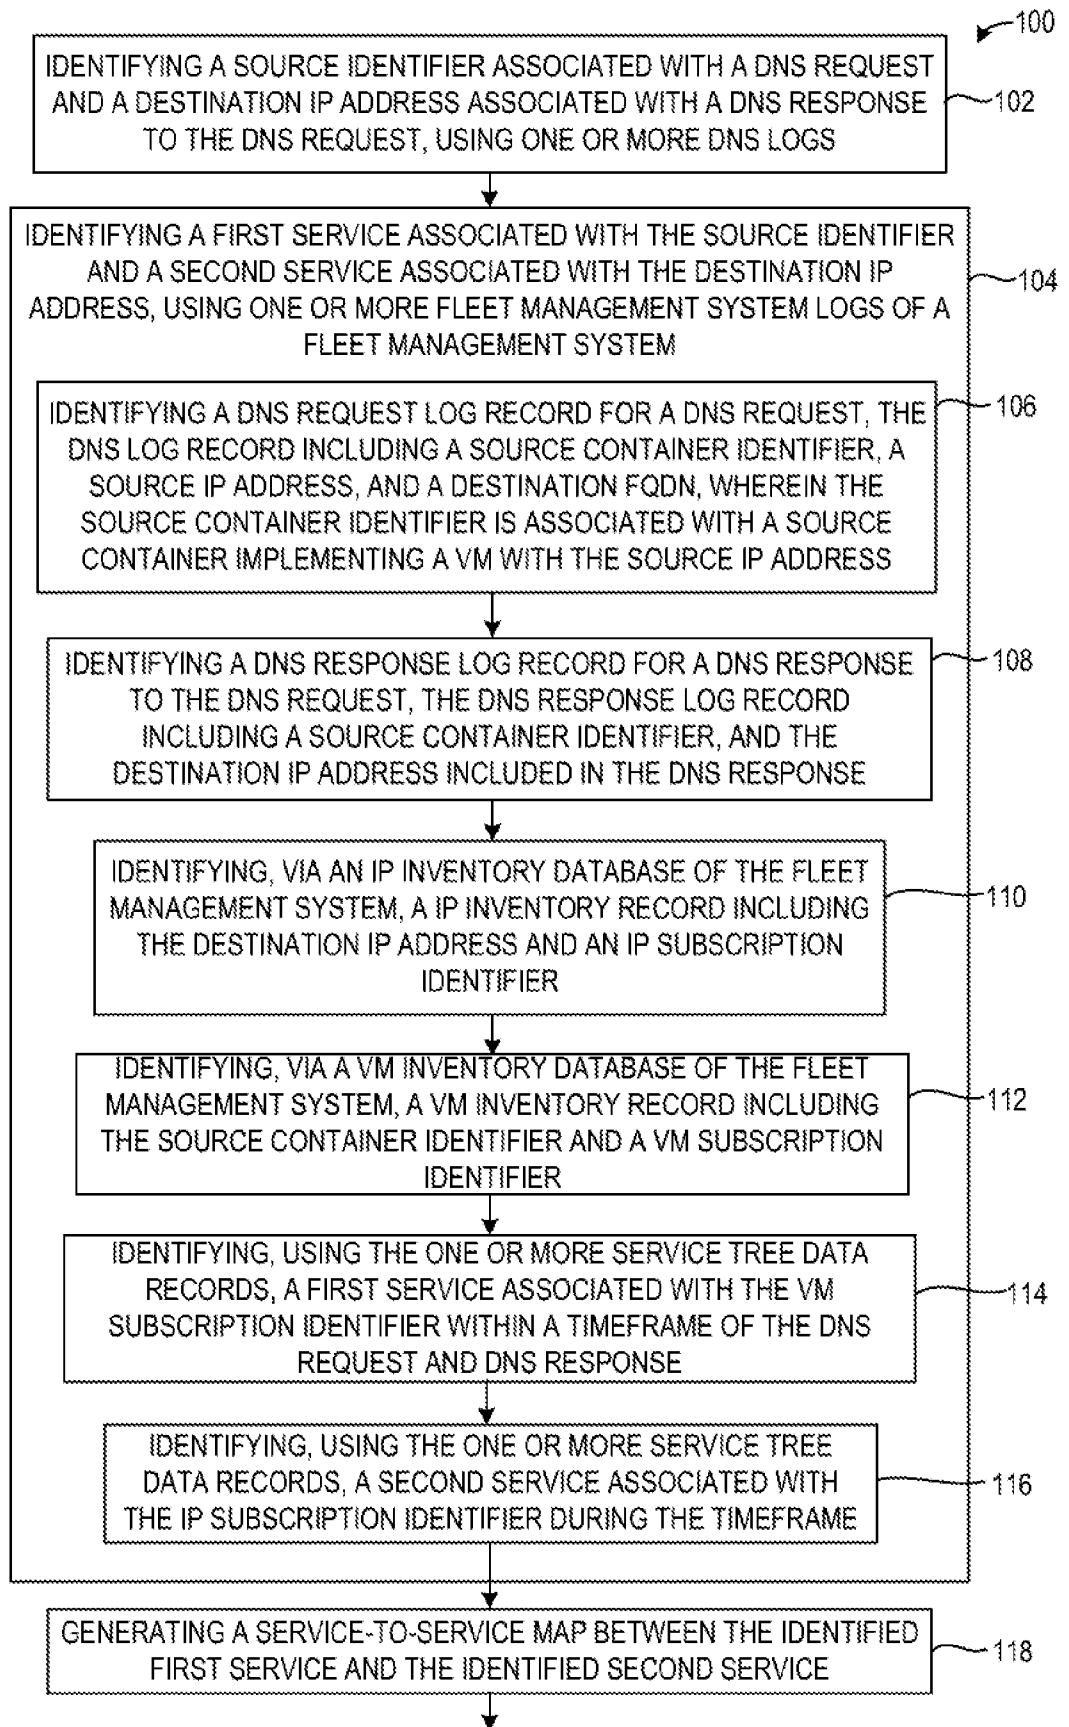 100
IDENTIFYING A SOURCE IDENTIFIER ASSOCIATED WITH A DNS REQUEST
AND A DESTINATION IP ADDRESS ASSOCIATED WITH A DNS RESPONSE
TO THE DNS REQUEST, USING ONE OR MORE DNS LOGS
102
IDENTIFYING A FIRST SERVICE ASSOCIATED WITH THE SOURCE IDENTIFIER
AND A SECOND SERVICE ASSOCIATED WITH THE DESTINATION IP
ADDRESS, USING ONE OR MORE FLEET MANAGEMENT SYSTEM LOGS OF A
FLEET MANAGEMENT SYSTEM
104
IDENTIFYING A DNS REQUEST LOG RECORD FOR A DNS REQUEST, THE
DNS LOG RECORD INCLUDING A SOURCE CONTAINER IDENTIFIER, A
SOURCE IP ADDRESS, AND A DESTINATION FQDN, WHEREIN THE
SOURCE CONTAINER IDENTIFIER IS ASSOCIATED WITH A SOURCE
CONTAINER IMPLEMENTING A VM WITH THE SOURCE IP ADDRESS
106
IDENTIFYING A DNS RESPONSE LOG RECORD FOR A DNS RESPONSE
TO THE DNS REQUEST, THE DNS RESPONSE LOG RECORD
INCLUDING A SOURCE CONTAINER IDENTIFIER, AND THE
DESTINATION IP ADDRESS INCLUDED IN THE DNS RESPONSE
108
IDENTIFYING, VIA AN IP INVENTORY DATABASE OF THE FLEET
MANAGEMENT SYSTEM, A IP INVENTORY RECORD INCLUDING
THE DESTINATION IP ADDRESS AND AN IP SUBSCRIPTION
IDENTIFIER
110
IDENTIFYING, VIA A VM INVENTORY DATABASE OF THE FLEET
MANAGEMENT SYSTEM, A VM INVENTORY RECORD INCLUDING
THE SOURCE CONTAINER IDENTIFIER AND A VM SUBSCRIPTION
IDENTIFIER
112
IDENTIFYING, USING THE ONE OR MORE SERVICE TREE DATA
RECORDS, A FIRST SERVICE ASSOCIATED WITH THE VM
SUBSCRIPTION IDENTIFIER WITHIN A TIMEFRAME OF THE DNS
REQUEST AND DNS RESPONSE
114
IDENTIFYING, USING THE ONE OR MORE SERVICE TREE
DATA RECORDS, A SECOND SERVICE ASSOCIATED WITH
THE IP SUBSCRIPTION IDENTIFIER DURING THE TIMEFRAME
116
GENERATING A SERVICE-TO-SERVICE MAP BETWEEN THE IDENTIFIED
FIRST SERVICE AND THE IDENTIFIED SECOND SERVICE
118